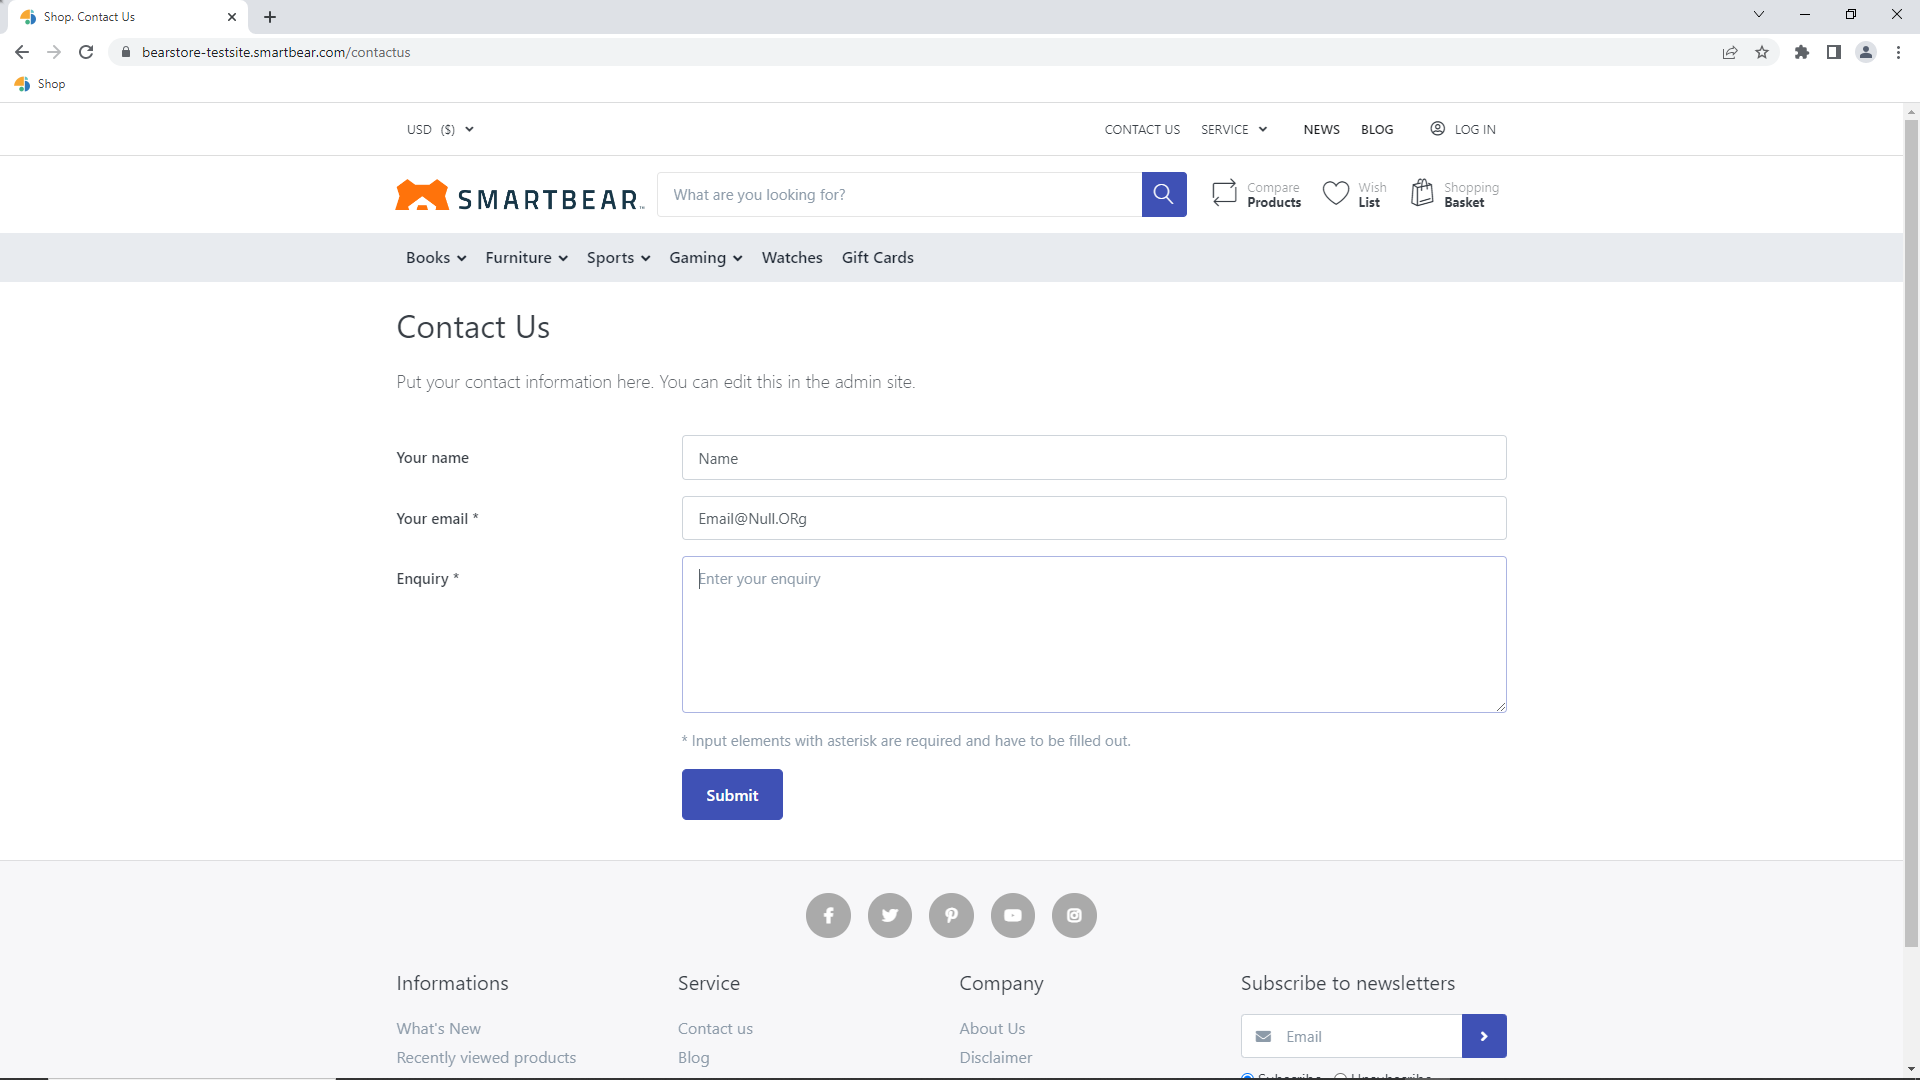 Shop. Contact Us
bearstore-testsite.smartbear.com/contactus
Shop
USD ($)
CONTACT US SERVICE NEWS BLOG LOG IN
SMARTBEAR
What are you looking for?
Compare Products
Wish List
Shopping Basket
Books Furniture Sports Gaming Watches Gift Cards
Contact Us
Put your contact information here. You can edit this in the admin site.
Your name Name
Your email * Email@Null.ORg
Enquiry * Enter your enquiry
* Input elements with asterisk are required and have to be filled out.
Submit
Informations Service Company Subscribe to newsletters
What's New Contact us About Us Email
Recently viewed products Blog Disclaimer
Subscribe Unsubscribe